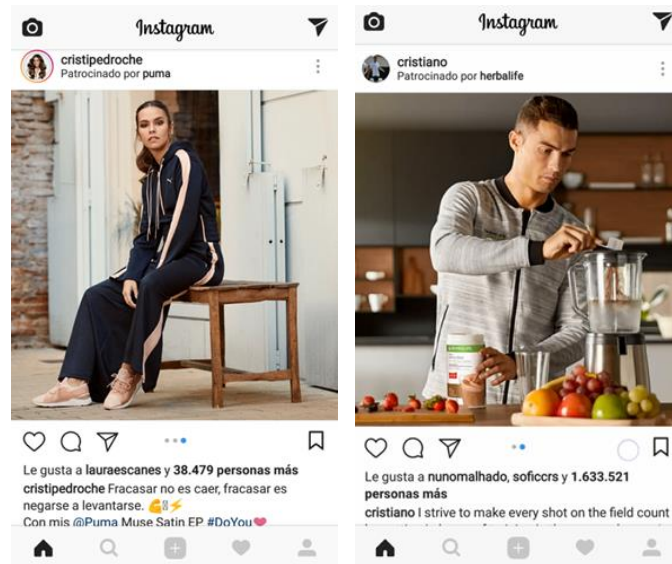 Instagram
cristipedroche
Patrocinado por puma
Le gusta a lauraescanes y 38.479 personas más
cristipedroche Fracasar no es caer, fracasar es
negarse a levantarse.
Con mis @Puma Muse Satin EP #DoYou
Instagram
cristiano
Patrocinado por herbalife
Le gusta a nunomalhado, soficcrs y 1.633.521
personas más
cristiano I strive to make every shot on the field count